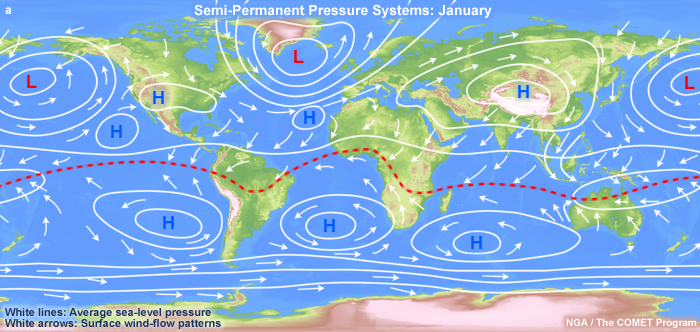 a
Semi-Permanent Pressure Systems: January
L
L
L
H
H
H
H
H
H
H
White lines: Average sea-level pressure
White arrows: Surface wind-flow patterns
NGA / The COMET Program